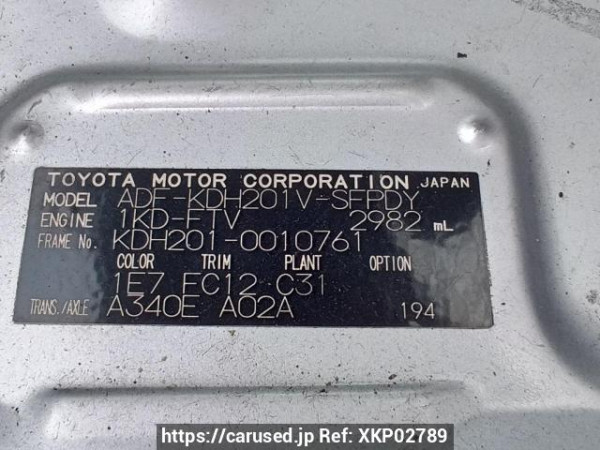 TOYOTA MOTOR CORPORATION JAPAN
MODEL ADF-KDH201V-SFPDY
ENGINE 1KD-FTV 2982 mL
FRAME No. KDH201-0010761
COLOR TRIM PLANT OPTION
1E7 FC12 C31
TRANS./AXLE A340E A02A 194
https://carused.jp Ref: XKP02789